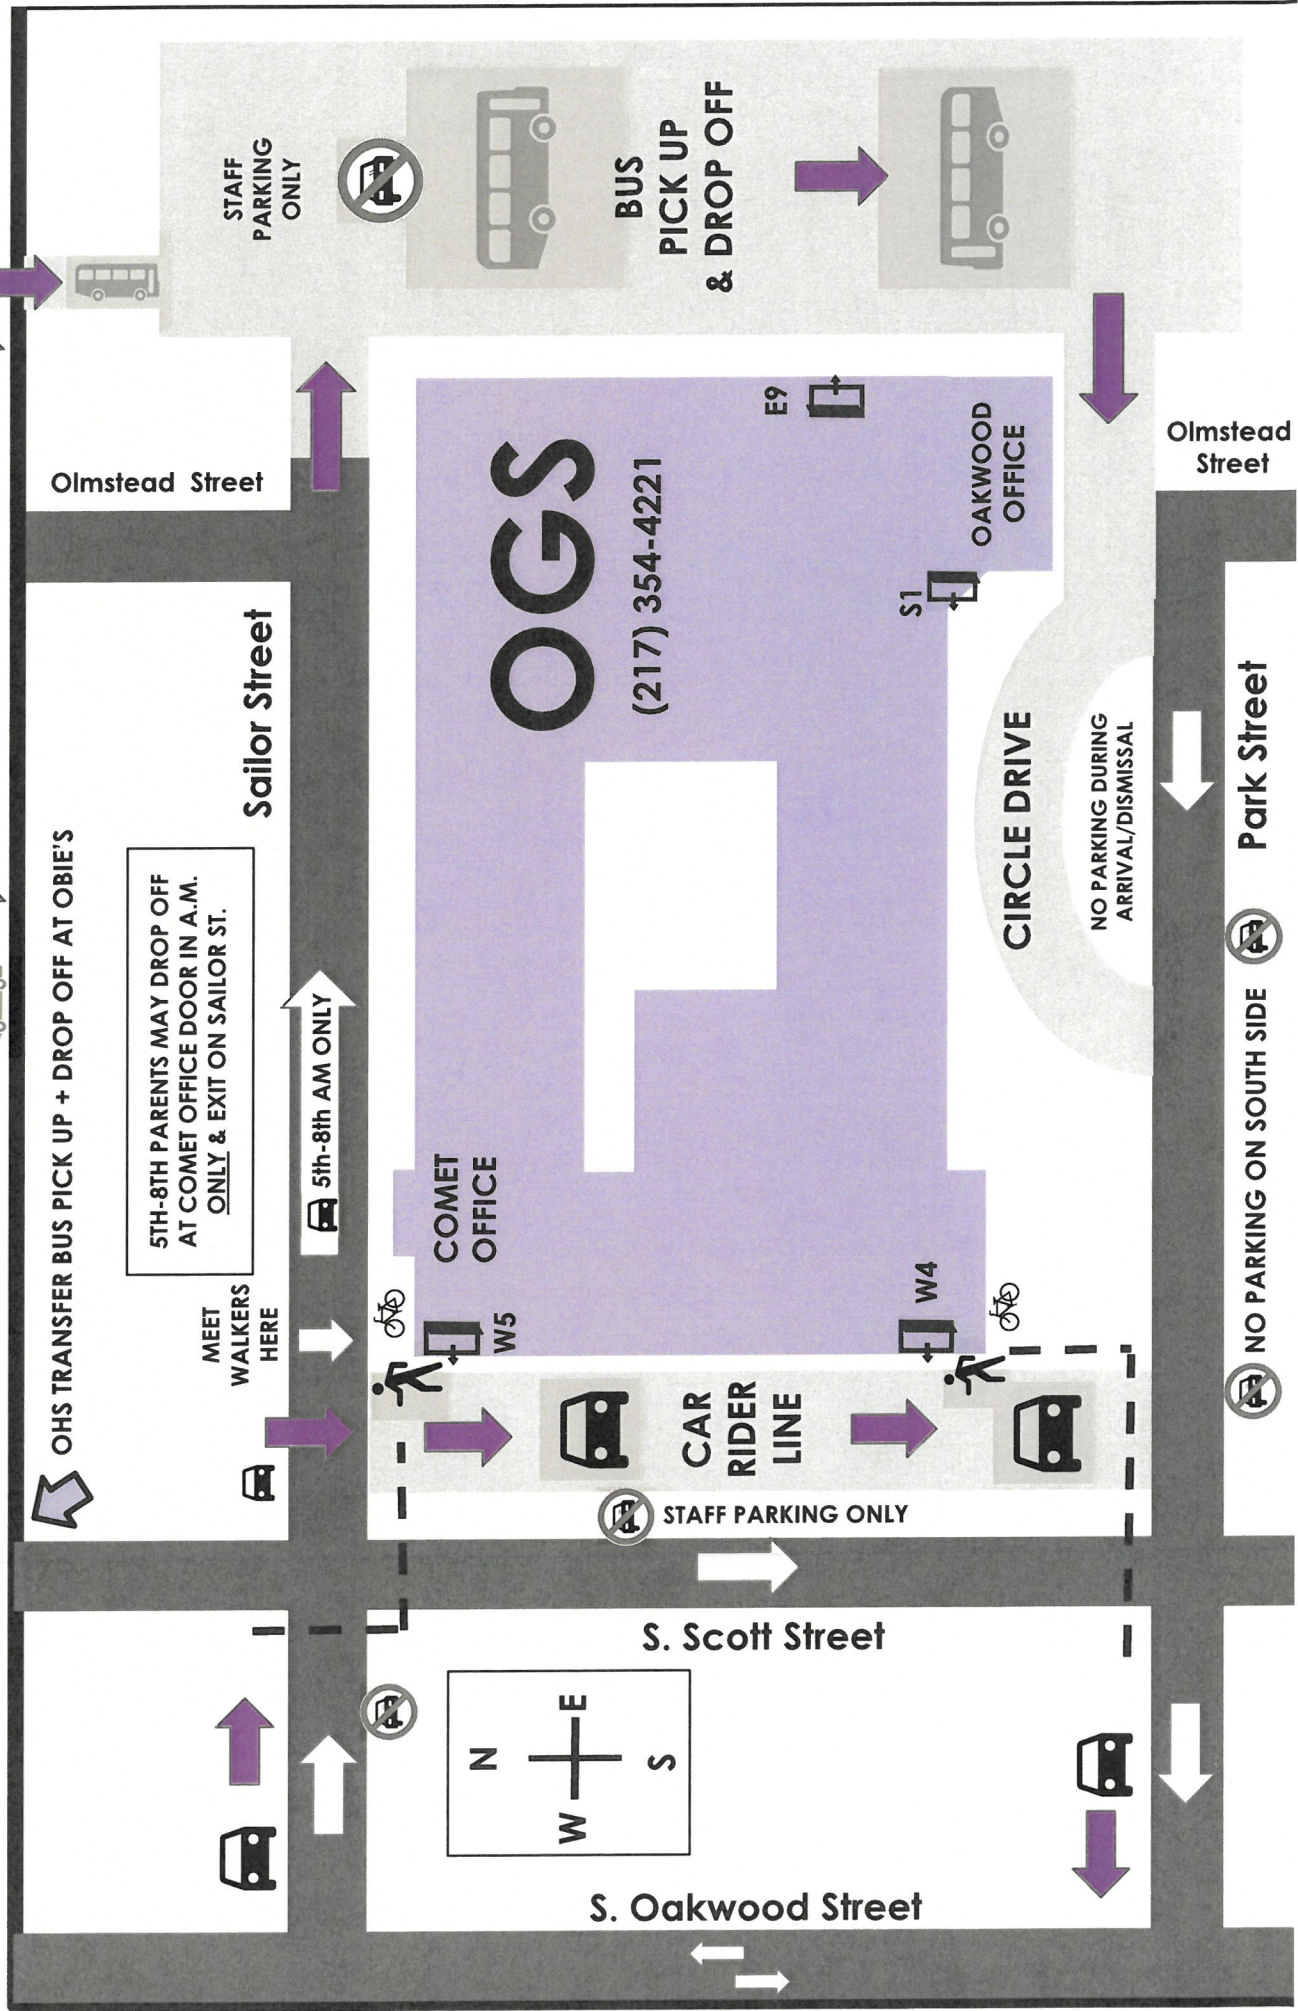 OHS TRANSFER BUS PICK UP + DROP OFF AT OBIE'S
5TH-8TH PARENTS MAY DROP OFF
AT COMET OFFICE DOOR IN A.M.
ONLY & EXIT ON SAILOR ST.
MEET
WALKERS
HERE
5th-8th AM ONLY
Sailor Street
Olmstead Street
STAFF
PARKING
ONLY
BUS
PICK UP
& DROP OFF
OGS
(217) 354-4221
E9
OAKWOOD
OFFICE
S1
COMET
OFFICE
W5
W4
CAR
RIDER
LINE
STAFF PARKING ONLY
CIRCLE DRIVE
NO PARKING DURING
ARRIVAL/DISMISSAL
Olmstead
Street
Park Street
NO PARKING ON SOUTH SIDE
S. Scott Street
N
W E
S
S. Oakwood Street